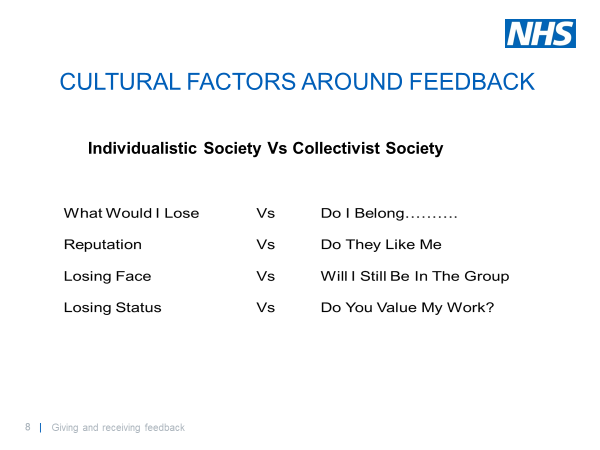 NHS
CULTURAL FACTORS AROUND FEEDBACK
Individualistic Society Vs Collectivist Society
What Would I Lose Vs Do I Belong……….
Reputation Vs Do They Like Me
Losing Face Vs Will I Still Be In The Group
Losing Status Vs Do You Value My Work?
8 | Giving and receiving feedback